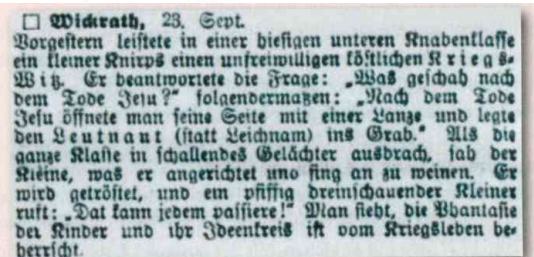 □ Wickrath, 23. Sept.
Vorgestern leistete in einer hiesigen unteren Knabenklasse
ein kleiner Knirps einen unfreiwilligen köstlichen Kriegs-
Witz. Er beantwortete die Frage: „Was geschah nach
dem Tode Jesu?“ folgendermaßen: „Nach dem Tode
Jesu öffnete man seine Seite mit einer Lanze und legte
den Leutnant (statt Leichnam) ins Grab.“ Als die
ganze Klasse in schallendes Gelächter ausbrach, sah der
Kleine, was er angerichtet und fing an zu weinen. Er
wird getröstet, und ein pfiffig dreinschauender Kleiner
ruft: „Dat kann jedem passiere!“ Man sieht, die Phantasie
der Kinder und ihr Ideenkreis ist vom Kriegsleben be-
herrscht.